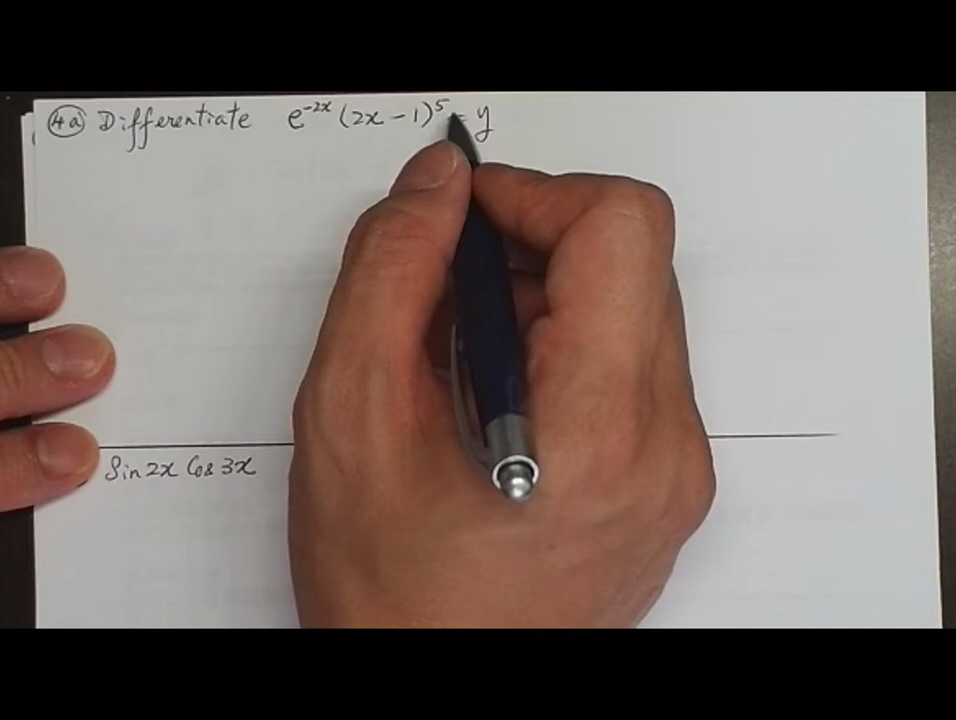 4a Differentiate e⁻²ˣ (2x - 1)⁵ = y
Sin 2x Cos 3x